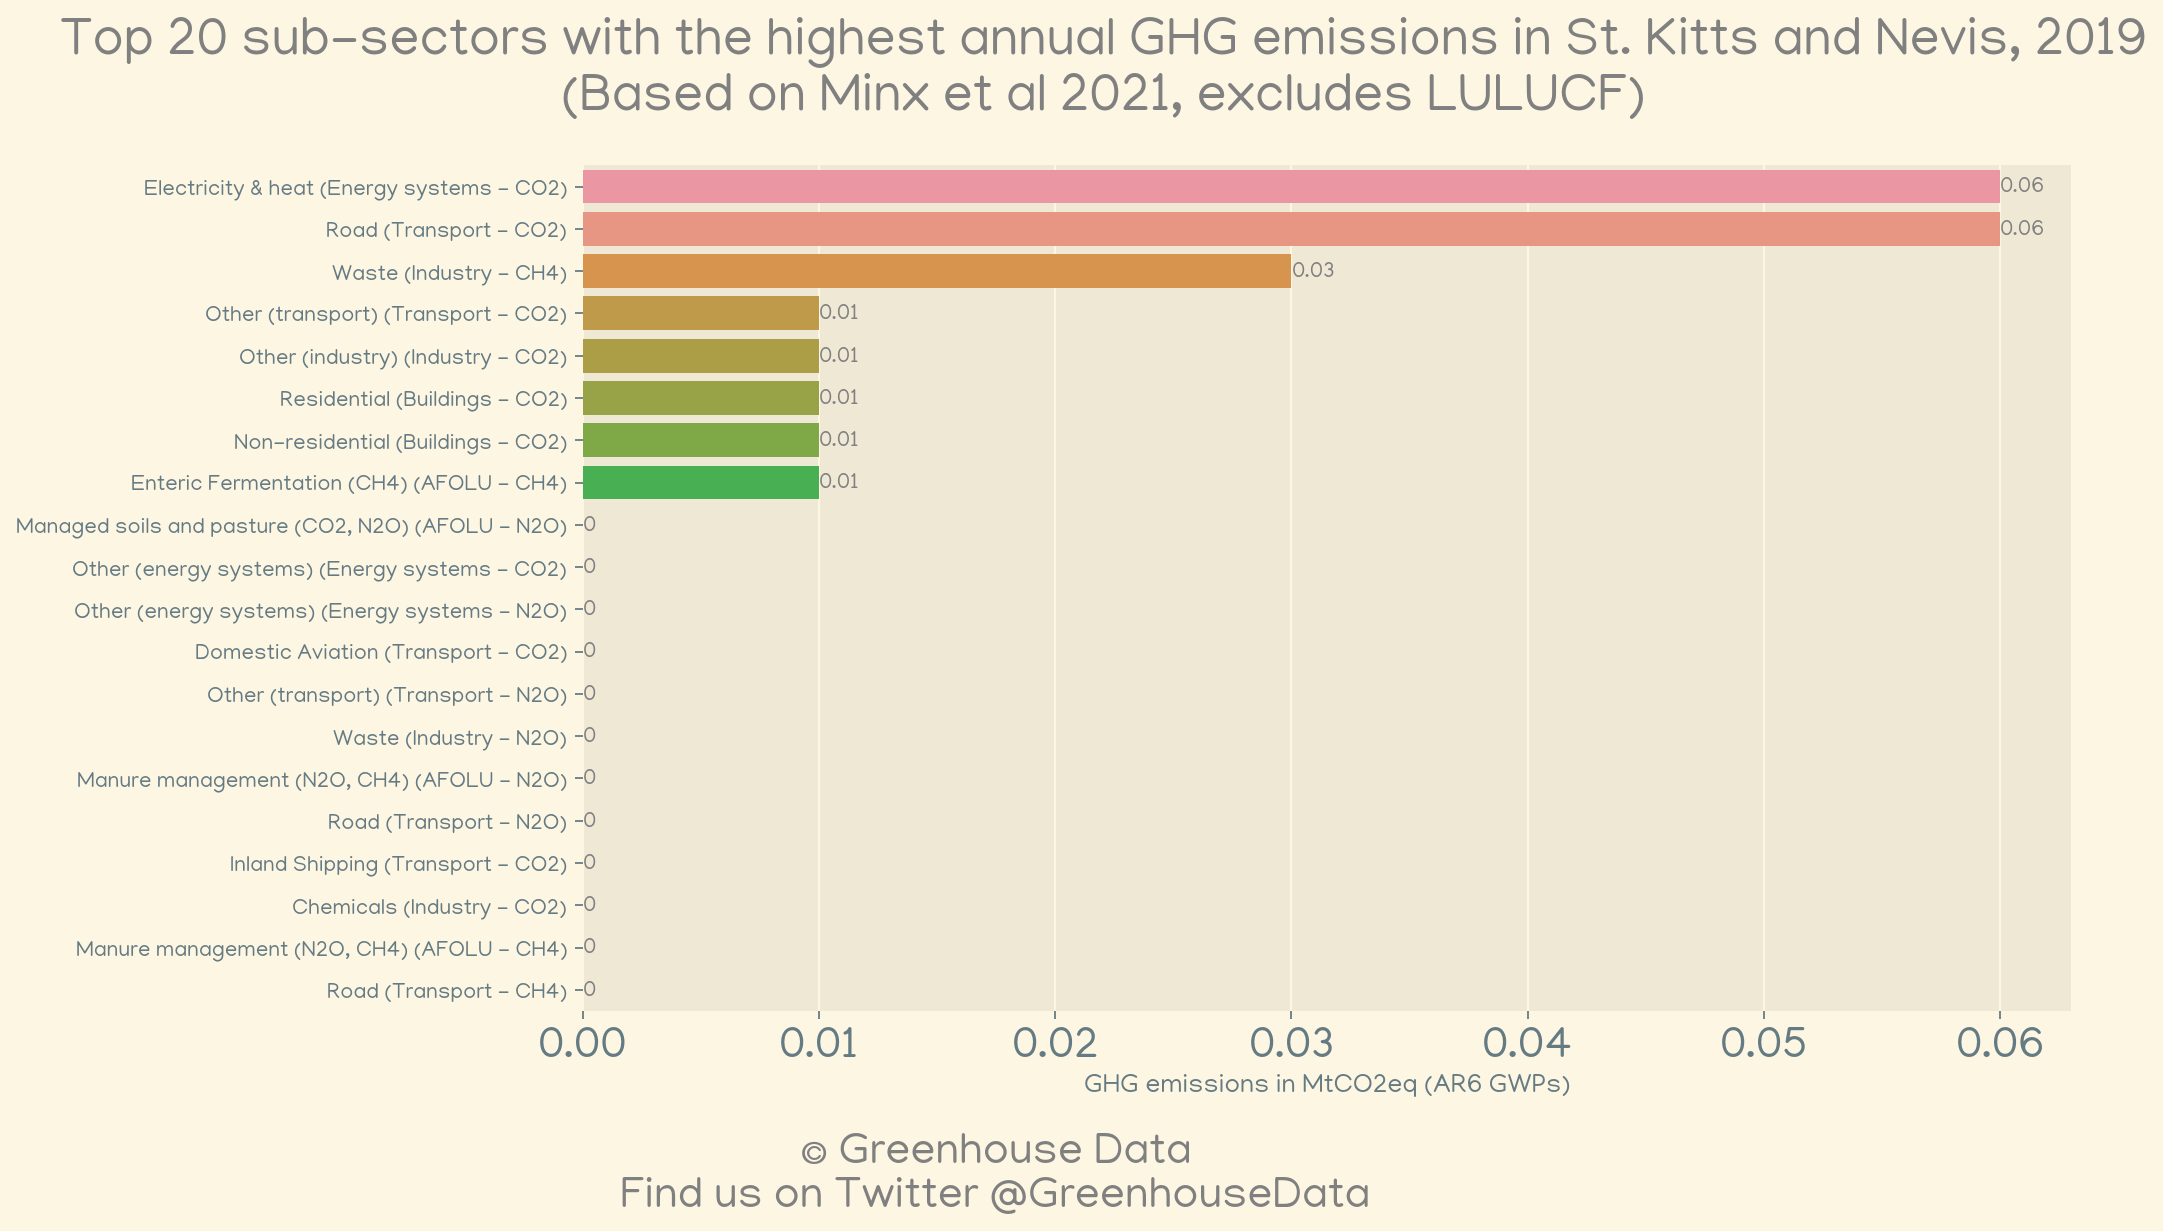 Top 20 sub-sectors with the highest annual GHG emissions in St. Kitts and Nevis, 2019
(Based on Minx et al 2021, excludes LULUCF)
Electricity & heat (Energy systems - CO2) 0.06
Road (Transport - CO2) 0.06
Waste (Industry - CH4) 0.03
Other (transport) (Transport - CO2) 0.01
Other (industry) (Industry - CO2) 0.01
Residential (Buildings - CO2) 0.01
Non-residential (Buildings - CO2) 0.01
Enteric Fermentation (CH4) (AFOLU - CH4) 0.01
Managed soils and pasture (CO2, N2O) (AFOLU - N2O) 0
Other (energy systems) (Energy systems - CO2) 0
Other (energy systems) (Energy systems - N2O) 0
Domestic Aviation (Transport - CO2) 0
Other (transport) (Transport - N2O) 0
Waste (Industry - N2O) 0
Manure management (N2O, CH4) (AFOLU - N2O) 0
Road (Transport - N2O) 0
Inland Shipping (Transport - CO2) 0
Chemicals (Industry - CO2) 0
Manure management (N2O, CH4) (AFOLU - CH4) 0
Road (Transport - CH4) 0
0.00 0.01 0.02 0.03 0.04 0.05 0.06
GHG emissions in MtCO2eq (AR6 GWPs)
© Greenhouse Data
Find us on Twitter @GreenhouseData